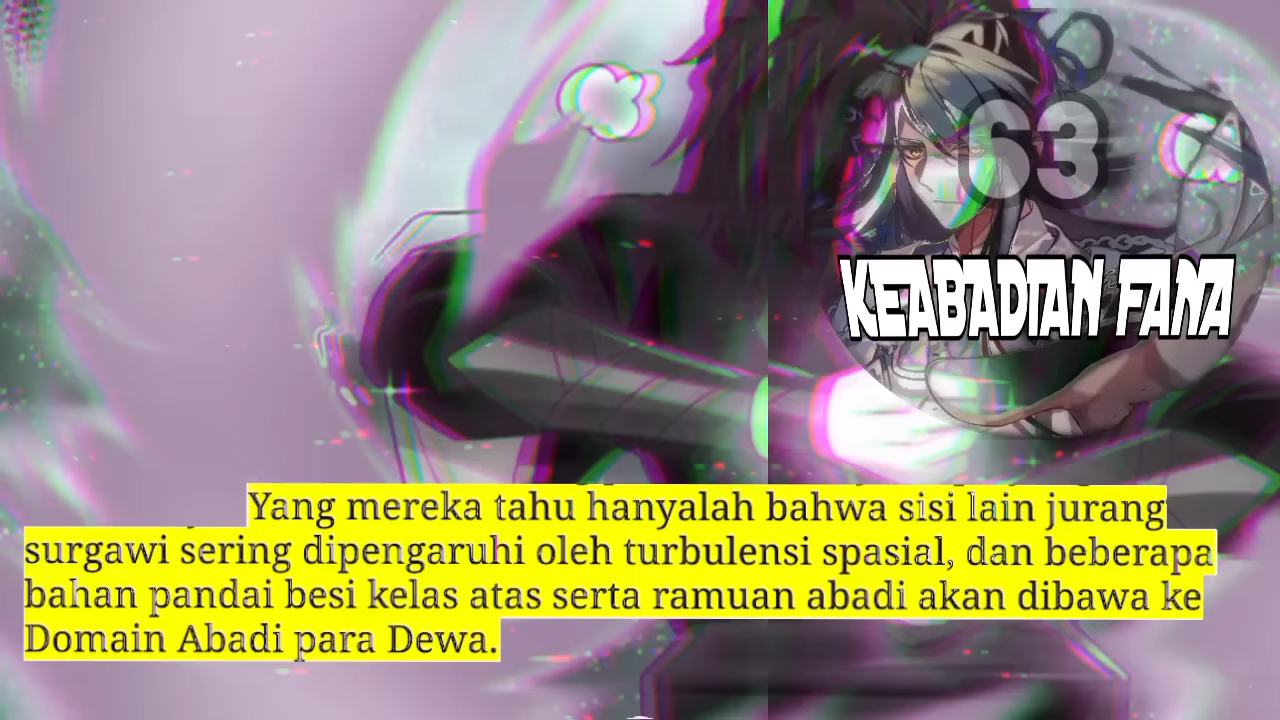 63
KEABADIAN FANA
Yang mereka tahu hanyalah bahwa sisi lain jurang
surgawi sering dipengaruhi oleh turbulensi spasial, dan beberapa
bahan pandai besi kelas atas serta ramuan abadi akan dibawa ke
Domain Abadi para Dewa.